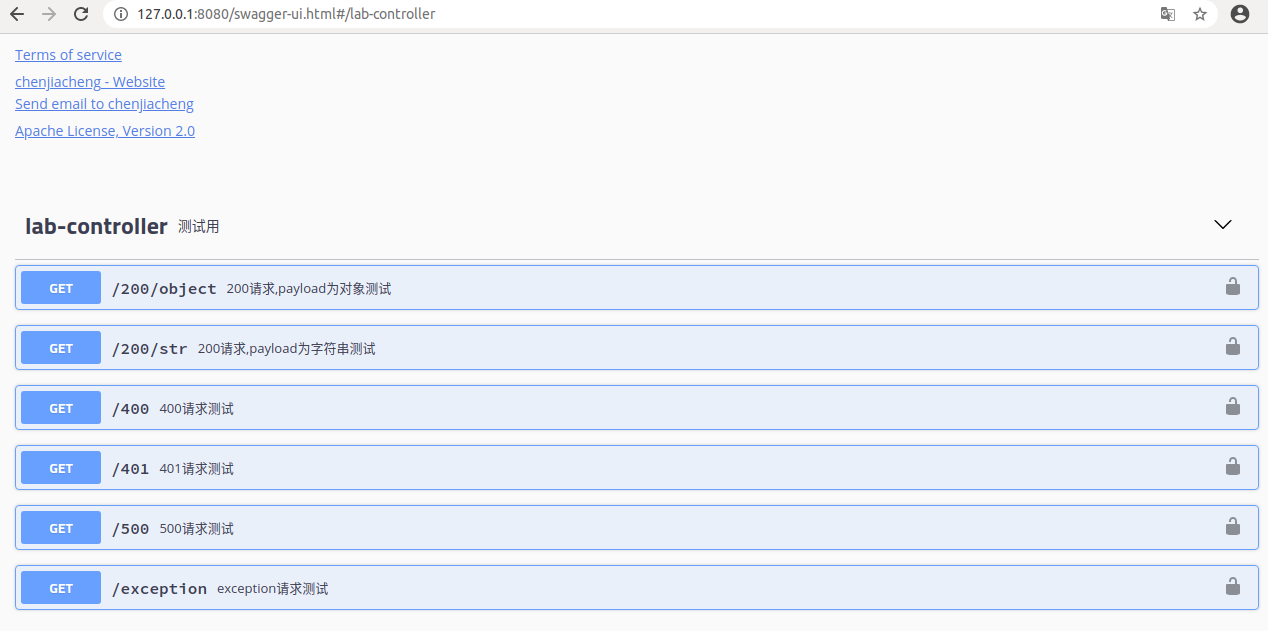 127.0.0.1:8080/swagger-ui.html#/lab-controller
Terms of service
chenjiacheng - Website
Send email to chenjiacheng
Apache License, Version 2.0
lab-controller 测试用
GET /200/object 200请求,payload为对象测试
GET /200/str 200请求,payload为字符串测试
GET /400 400请求测试
GET /401 401请求测试
GET /500 500请求测试
GET /exception exception请求测试